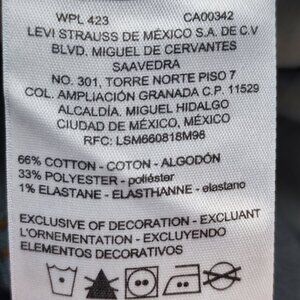 WPL 423 CA00342
LEVI STRAUSS DE MÉXICO S.A. DE C.V
BLVD. MIGUEL DE CERVANTES
SAAVEDRA
NO. 301, TORRE NORTE PISO 7
COL. AMPLIACIÓN GRANADA C.P. 11529
ALCALDÍA. MIGUEL HIDALGO
CIUDAD DE MÉXICO, MÉXICO
RFC: LSM660818M96
66% COTTON - COTON - ALGODÓN
33% POLYESTER - poliéster
1% ELASTANE - ELASTHANNE - elastano
EXCLUSIVE OF DECORATION - EXCLUANT
L'ORNEMENTATION - EXCLUYENDO
ELEMENTOS DECORATIVOS